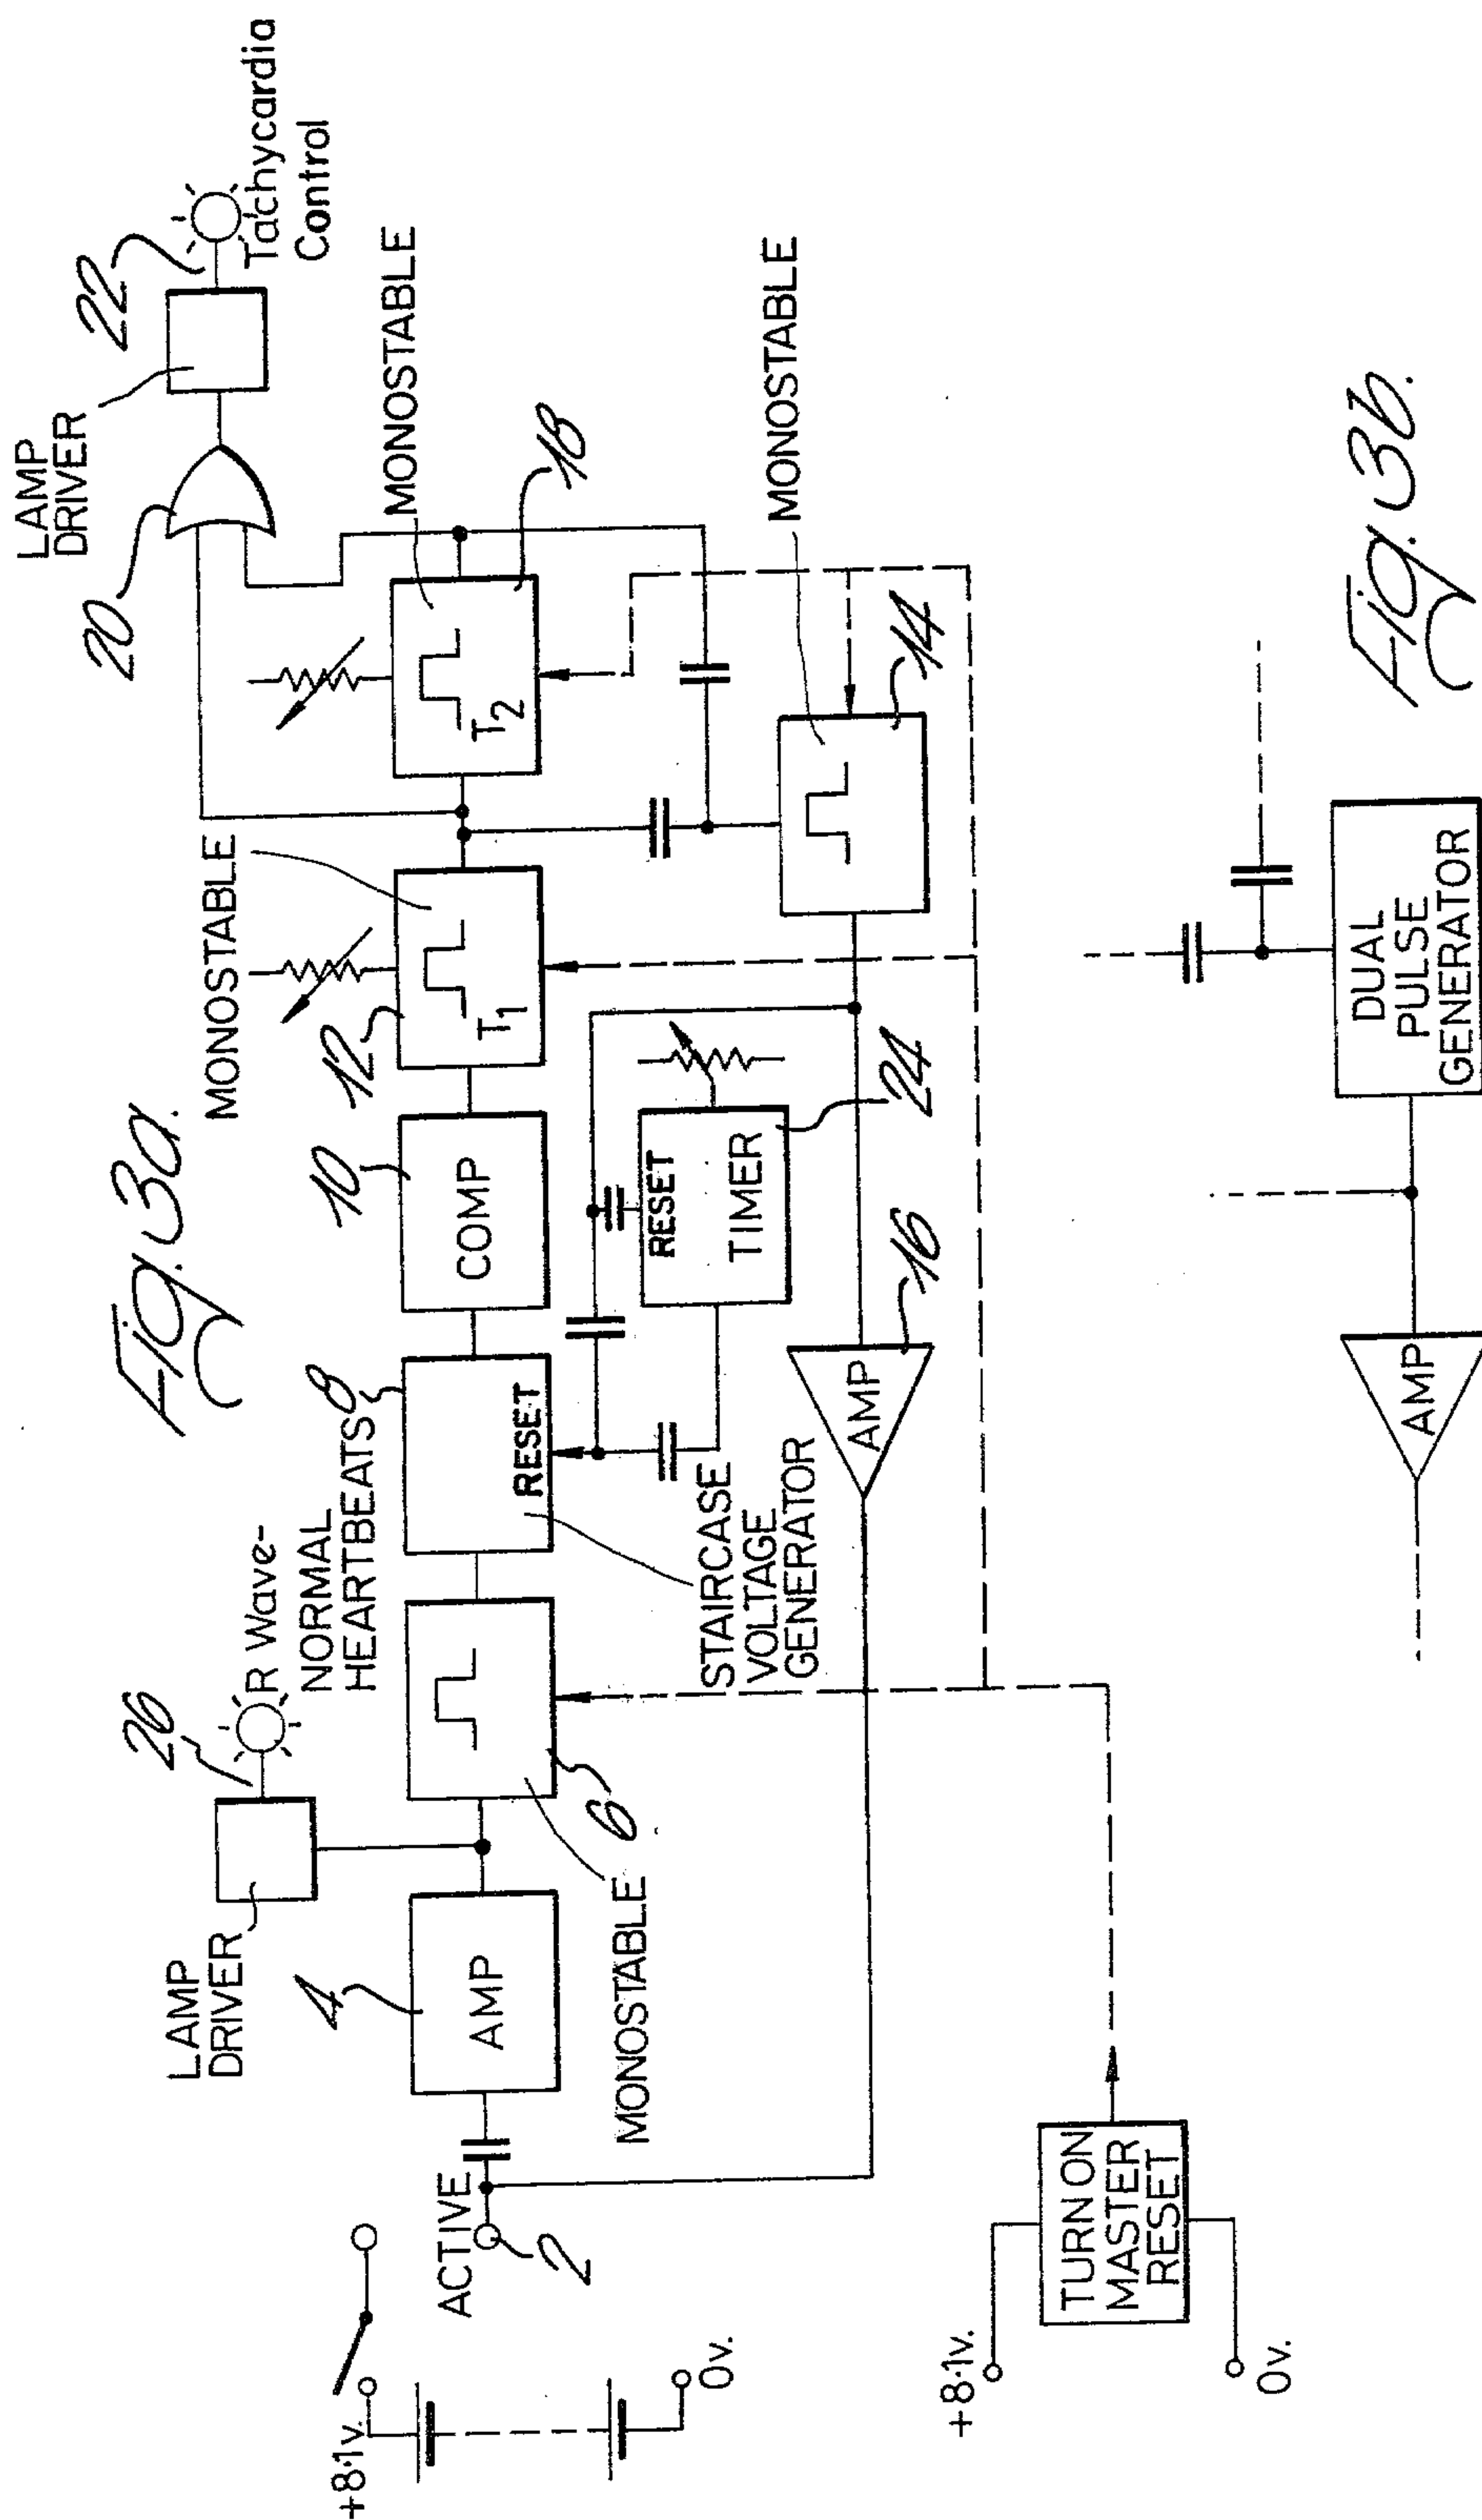 Fig. 3a.
LAMP
DRIVER
26
R Wave-
NORMAL
HEARTBEATS
MONOSTABLE
LAMP
DRIVER
20
22
Tachycardia
Control
+8·1v.
0v.
ACTIVE
2
4
AMP
MONOSTABLE
6
8
RESET
STAIRCASE
VOLTAGE
GENERATOR
10
COMP
12
T1
T2
MONOSTABLE
18
RESET
TIMER
24
MONOSTABLE
14
AMP
16
+8·1v.
0v.
TURN ON
MASTER
RESET
AMP
DUAL
PULSE
GENERATOR
Fig. 3b.